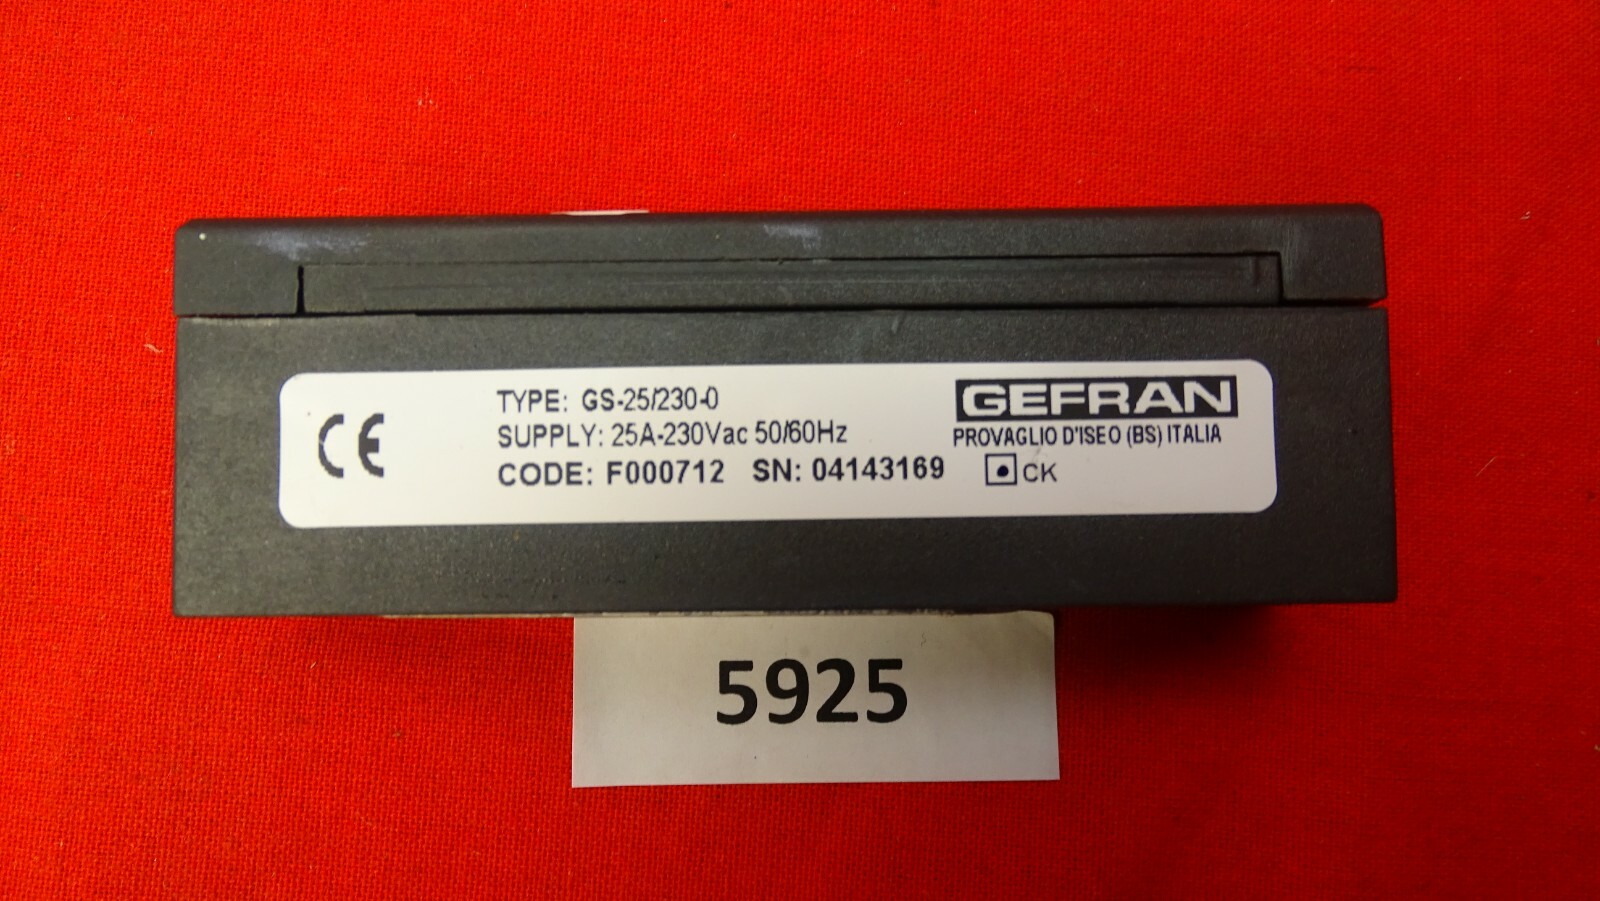 CE
TYPE: GS-25/230-0
SUPPLY: 25A-230Vac 50/60Hz
CODE: F000712 SN: 04143169
GEFRAN
PROVAGLIO D'ISEO (BS) ITALIA
CK
5925